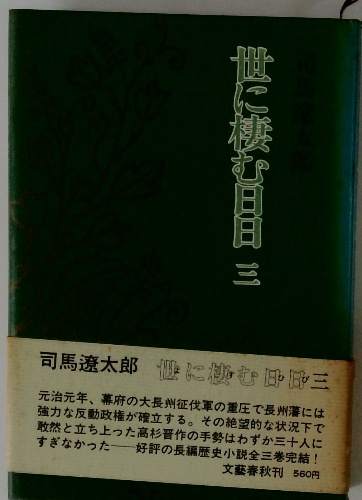 世に棲む日日 三
司馬遼太郎
司馬遼太郎 世に棲む日日 三
元治元年、幕府の大長州征伐軍の重圧で長州藩には
強力な反動政権が確立する。その絶望的な状況下で
敢然と立ち上った高杉晋作の手勢はわずか三十人に
すぎなかった——好評の長編歴史小説全三巻完結！
文藝春秋刊 560円